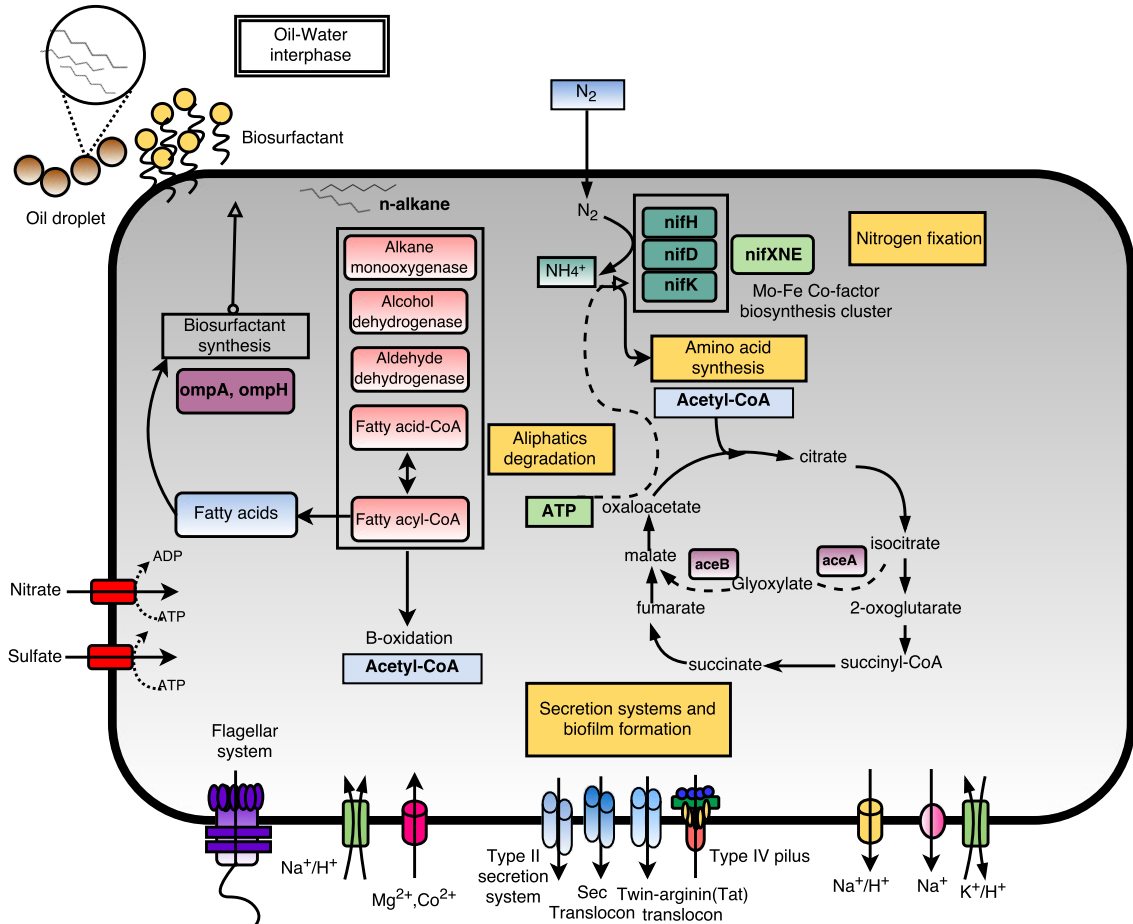 Oil-Water
interphase
Biosurfactant
Oil droplet
N2
n-alkane
N2
NH4+
nifH
nifD
nifK
nifXNE
Mo-Fe Co-factor
biosynthesis cluster
Nitrogen fixation
Alkane
monooxygenase
Alcohol
dehydrogenase
Aldehyde
dehydrogenase
Fatty acid-CoA
Fatty acyl-CoA
Biosurfactant
synthesis
ompA, ompH
Fatty acids
Aliphatics
degradation
Amino acid
synthesis
Acetyl-CoA
citrate
ATP
oxaloacetate
isocitrate
malate
aceB
aceA
Glyoxylate
fumarate
2-oxoglutarate
succinate
succinyl-CoA
B-oxidation
Acetyl-CoA
Nitrate
ADP
ATP
Sulfate
ATP
Secretion systems and
biofilm formation
Flagellar
system
Na+/H+
Mg2+,Co2+
Type II
secretion
system
Sec
Translocon
Twin-arginin(Tat)
translocon
Type IV pilus
Na+/H+
Na+
K+/H+